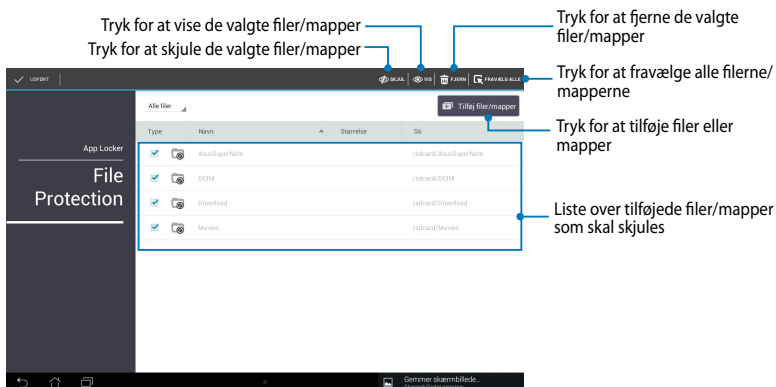 Tryk for at vise de valgte filer/mapper
Tryk for at skjule de valgte filer/mapper
Tryk for at fjerne de valgte
filer/mapper
Tryk for at fravælge alle filerne/
mapperne
Tryk for at tilføje filer eller
mapper
Liste over tilføjede filer/mapper
som skal skjules
UDFØRT
SKJUL VIS FJERN FRAVÆLG ALLE
Alle filer
Tilføj filer/mapper
Type Navn Størrelse Sti
App Locker
File
Protection
AsusSuperNote /sdcard/AsusSuperNote
DCIM /sdcard/DCIM
Download /sdcard/Download
Movies /sdcard/Movies
Gemmer skærmbillede...